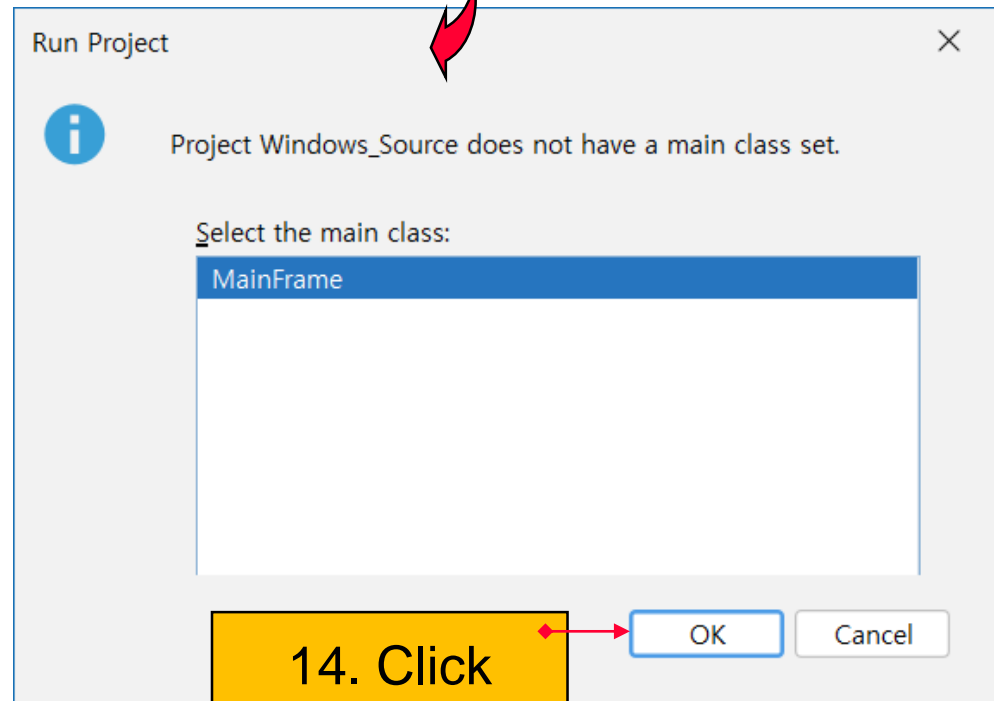 Run Project
Project Windows_Source does not have a main class set.
Select the main class:
MainFrame
OK Cancel
14. Click